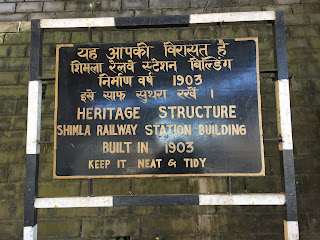 यह आपकी विरासत है
शिमला रेलवे स्टेशन बिल्डिंग
निर्माण वर्ष 1903
इसे साफ सुथरा रखें ।
HERITAGE STRUCTURE
SHIMLA RAILWAY STATION BUILDING
BUILT IN 1903
KEEP IT NEAT & TIDY